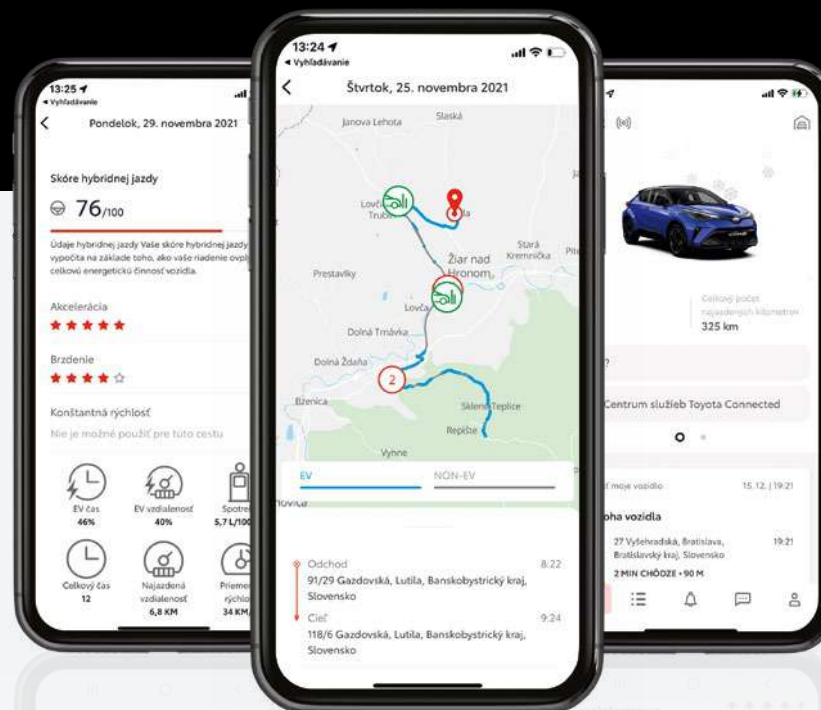 13:25
Vyhľadávanie
Pondelok, 29. novembra 2021
Skóre hybridnej jazdy
76/100
Údaje hybridnej jazdy Vaše skóre hybridnej jazdy
vypočíta na základe toho, ako vaše riadenie
celkovú energetickú činnosť vozidla.
Akcelerácia
Brzdenie
Konštantná rýchlosť
Nie je možné použiť pre túto cestu
EV čas
46%
EV vzdialenosť
40%
5,7 L/100
Celkový čas
12
Najazdená
vzdialenosť
6,8 KM
34 KM/
13:24
Vyhľadávanie
Štvrtok, 25. novembra 2021
Janova Lehota
Slaská
Žiar nad
Hronom
Stará
Kremnička
Prestavlky
Lovča
Dolná Trnávka
Dolná Ždaňa
2
Bzenica
Sklené Teplice
Repište
Vyhne
EV
NON-EV
Odchod
8:22
91/29 Gazdovská, Lutila, Banskobystrický kraj,
Slovensko
Cieľ
9:24
118/6 Gazdovská, Lutila, Banskobystrický kraj,
Slovensko
Celkový počet
najazdených kilometrov
325 km
?
Centrum služieb Toyota Connected
moje vozidlo
15. 12. | 19:21
oha vozidla
27 Vyšehradská, Bratislava,
Bratislavský kraj, Slovensko
19:21
2 MIN CHÔDZE • 90 M